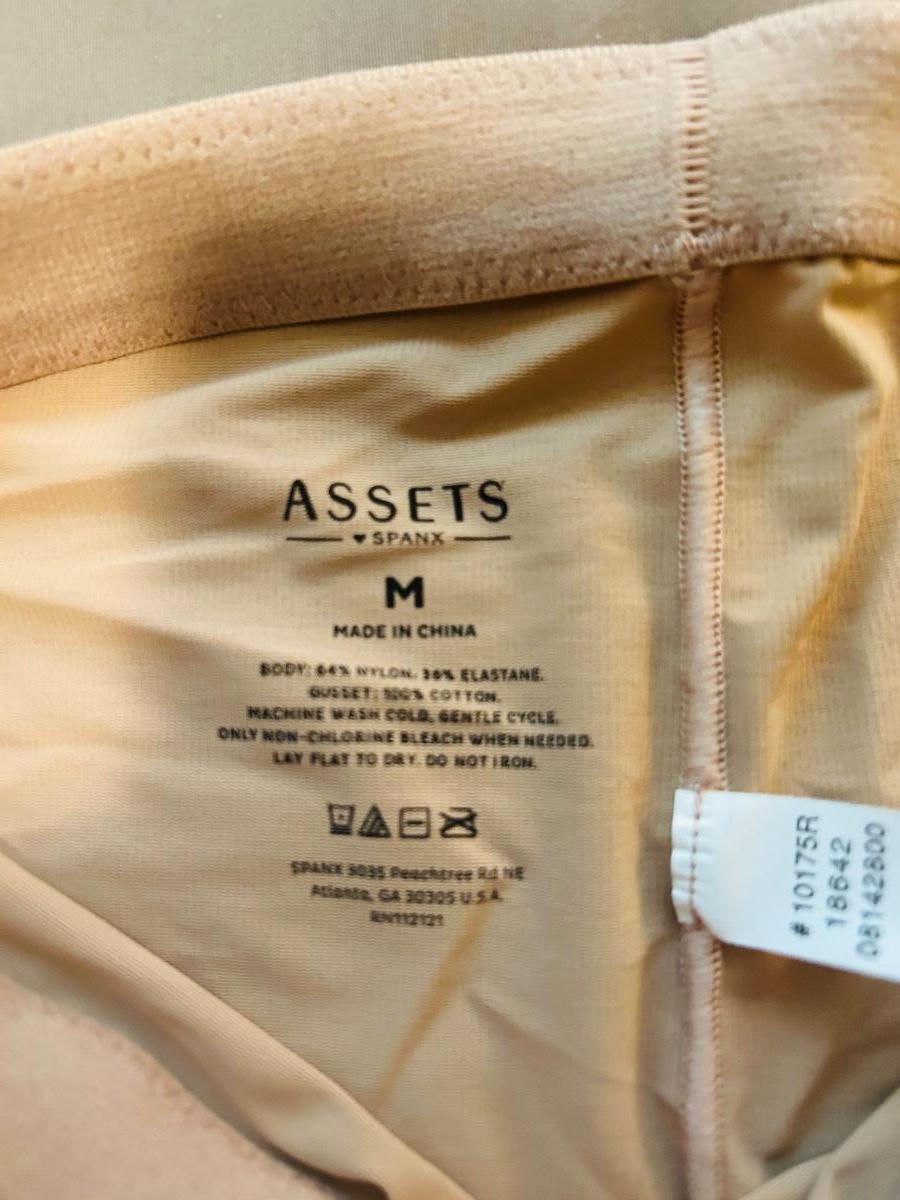 ASSETS
♥ SPANX
M
MADE IN CHINA
BODY: 64% NYLON. 36% ELASTANE.
GUSSET: 100% COTTON.
MACHINE WASH COLD, GENTLE CYCLE.
ONLY NON-CHLORINE BLEACH WHEN NEEDED.
LAY FLAT TO DRY. DO NOT IRON.
SPANX 3035 Peachtree Rd NE
Atlanta, GA 30305 U.S.A.
RN112121
#10175R
18642
08142800